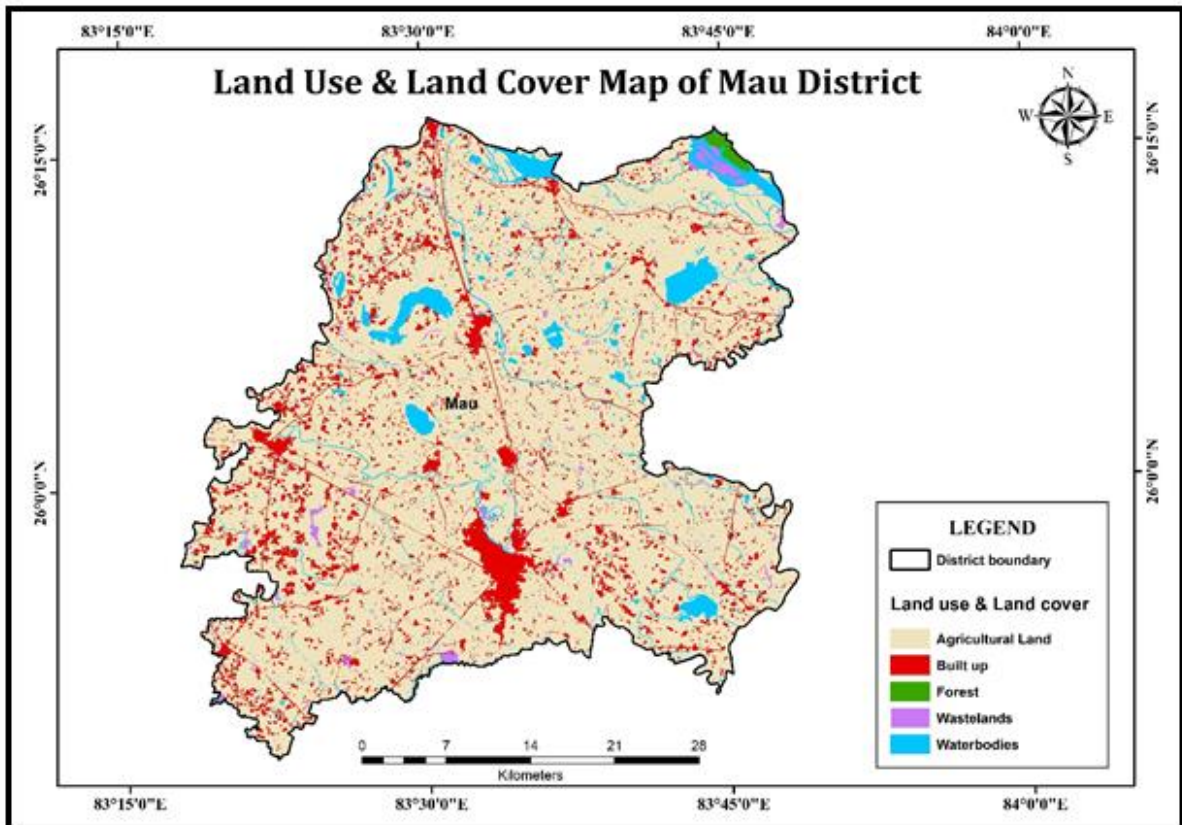 83°15'0"E 83°30'0"E 83°45'0"E 84°0'0"E
Land Use & Land Cover Map of Mau District
N
W E
S
26°15'0"N
26°15'0"N
Mau
26°0'0"N
26°0'0"N
LEGEND
District boundary
Land use & Land cover
Agricultural Land
Built up
Forest
Wastelands
Waterbodies
0 7 14 21 28
Kilometers
83°15'0"E 83°30'0"E 83°45'0"E 84°0'0"E